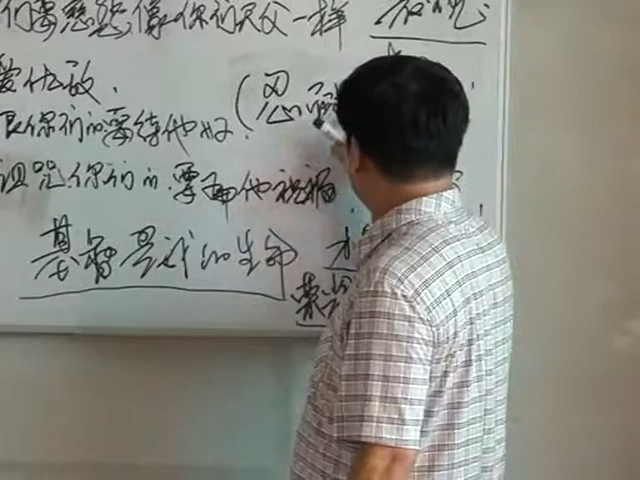 们要慈悲像你们天父一样
爱仇敌.
恨你们的要待他好. (忍
诅咒你们的.要为他祝福.
基督是我的生命